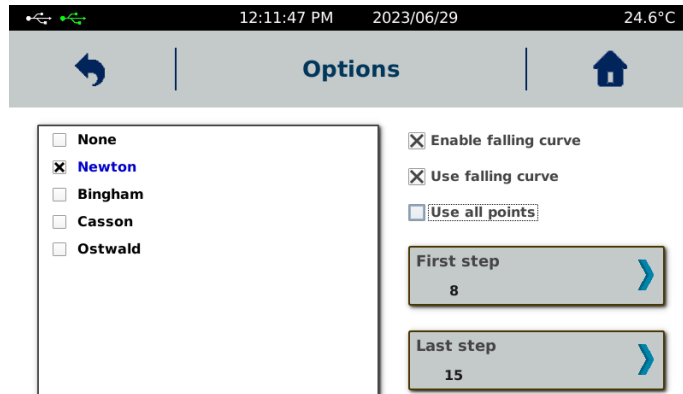 12:11:47 PM 2023/06/29 24.6°C
Options
None
Newton
Bingham
Casson
Ostwald
Enable falling curve
Use falling curve
Use all points
First step
8
Last step
15